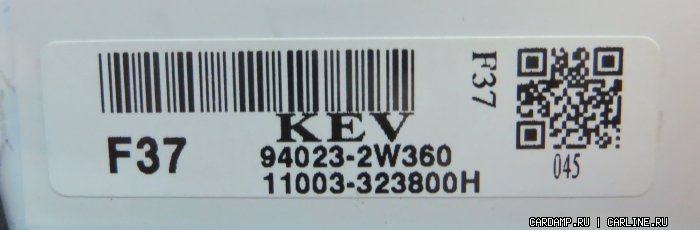 KEV
F37
94023-2W360
11003-323800H
F37
045
CARDAMP.RU | CARLINE.RU